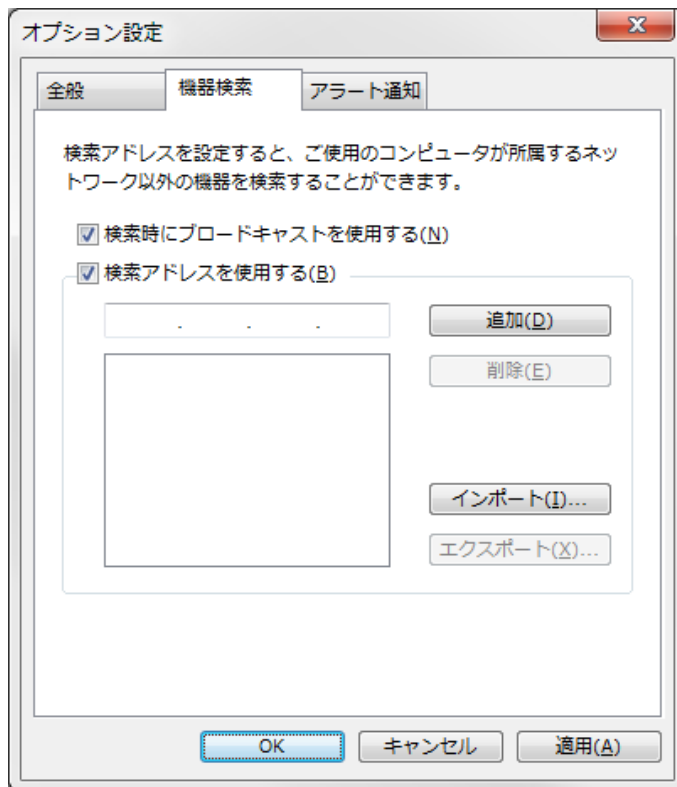 オプション設定
全般
機器検索
アラート通知
検索アドレスを設定すると、ご使用のコンピュータが所属するネッ
トワーク以外の機器を検索することができます。
検索時にブロードキャストを使用する(N)
検索アドレスを使用する(B)
. . .
追加(D)
削除(E)
インポート(I)...
エクスポート(X)...
OK
キャンセル
適用(A)